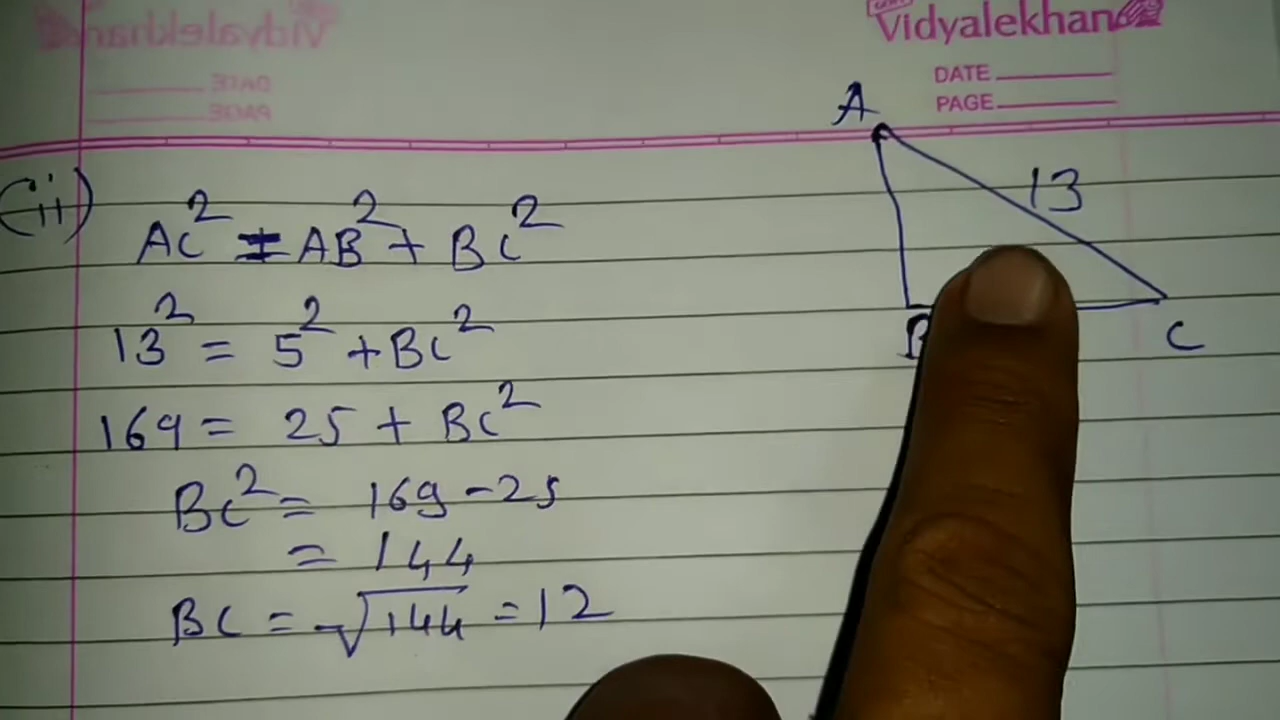 Vidyalekhan
DATE
PAGE
A
13
B
C
(ii)
AC² = AB² + BC²
13² = 5² + BC²
169 = 25 + BC²
BC² = 169 - 25
= 144
BC = √144 = 12